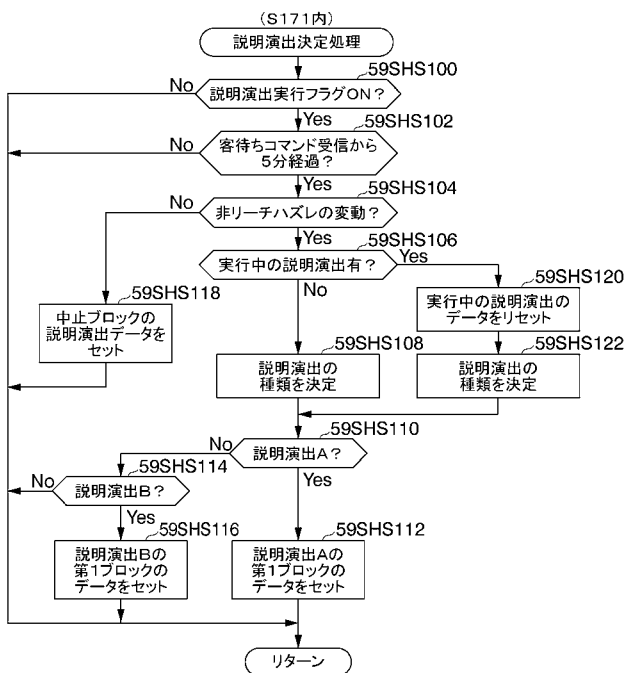 (S171内)
説明演出決定処理
59SHS100
説明演出実行フラグON?
No
Yes
59SHS102
客待ちコマンド受信から
5分経過?
No
Yes
59SHS104
非リーチハズレの変動?
No
Yes
59SHS106
実行中の説明演出有?
Yes
No
59SHS120
実行中の説明演出の
データをリセット
59SHS118
中止ブロックの
説明演出データを
セット
59SHS108
説明演出の
種類を決定
59SHS122
説明演出の
種類を決定
59SHS110
説明演出A?
No
Yes
59SHS114
説明演出B?
No
Yes
59SHS116
説明演出Bの
第1ブロックの
データをセット
59SHS112
説明演出Aの
第1ブロックの
データをセット
リターン